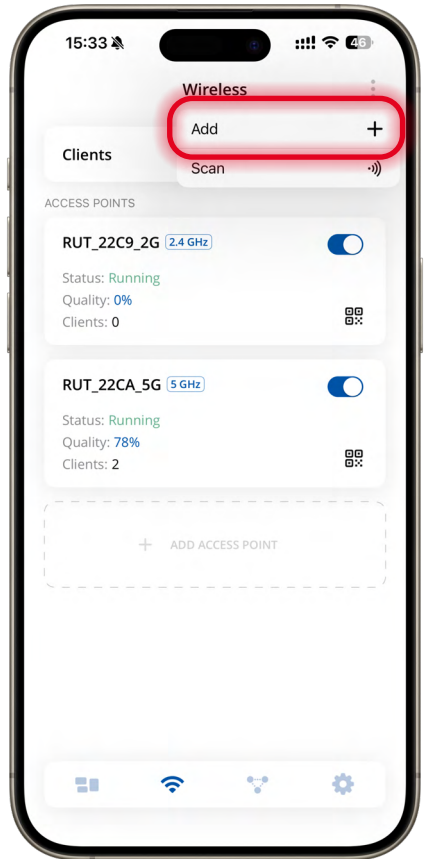 15:33
46
Wireless
Add
Scan
Clients
ACCESS POINTS
RUT_22C9_2G 2.4 GHz
Status: Running
Quality: 0%
Clients: 0
RUT_22CA_5G 5 GHz
Status: Running
Quality: 78%
Clients: 2
+ ADD ACCESS POINT